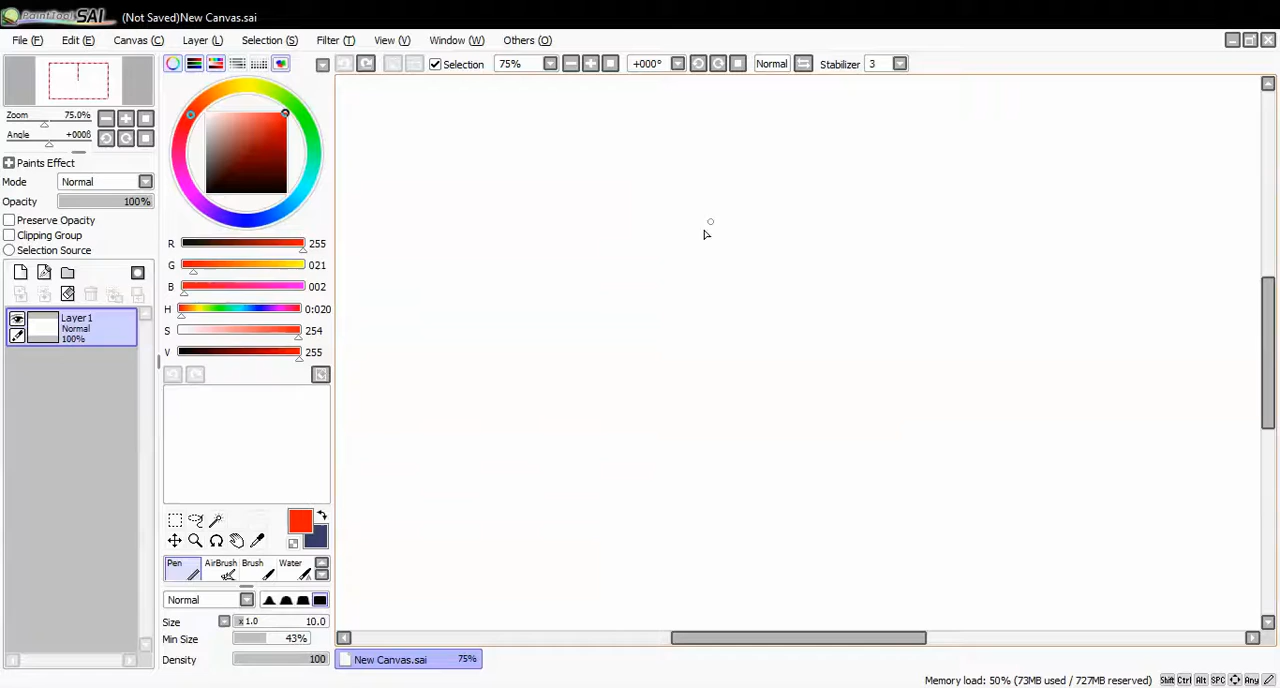 PaintTool SAI (Not Saved)New Canvas.sai
File (F) Edit (E) Canvas (C) Layer (L) Selection (S) Filter (T) View (V) Window (W) Others (O)
Selection 75% +000° Normal Stabilizer 3
Zoom 75.0%
Angle +000ß
Paints Effect
Mode Normal
Opacity 100%
Preserve Opacity
Clipping Group
Selection Source
Layer1
Normal
100%
R 255
G 021
B 002
H 0:020
S 254
V 255
Pen AirBrush Brush Water
Normal
Size x 1.0 10.0
Min Size 43%
Density 100
New Canvas.sai 75%
Memory load: 50% (73MB used / 727MB reserved) Shift Ctrl Alt SPC Any